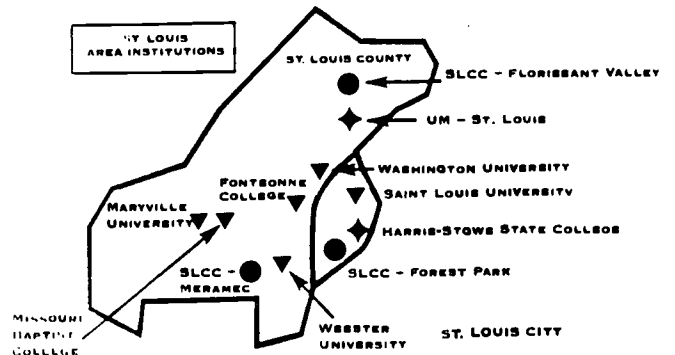 ST LOUIS
AREA INSTITUTIONS
ST. LOUIS COUNTY
SLCC – FLORISSANT VALLEY
UM – ST. LOUIS
WASHINGTON UNIVERSITY
FONTBONNE
COLLEGE
SAINT LOUIS UNIVERSITY
MARYVILLE
UNIVERSITY
HARRIS-STOWE STATE COLLEGE
SLCC –
MERAMEC
SLCC – FOREST PARK
MISSOURI
BAPTIST
COLLEGE
WEBSTER
UNIVERSITY
ST. LOUIS CITY